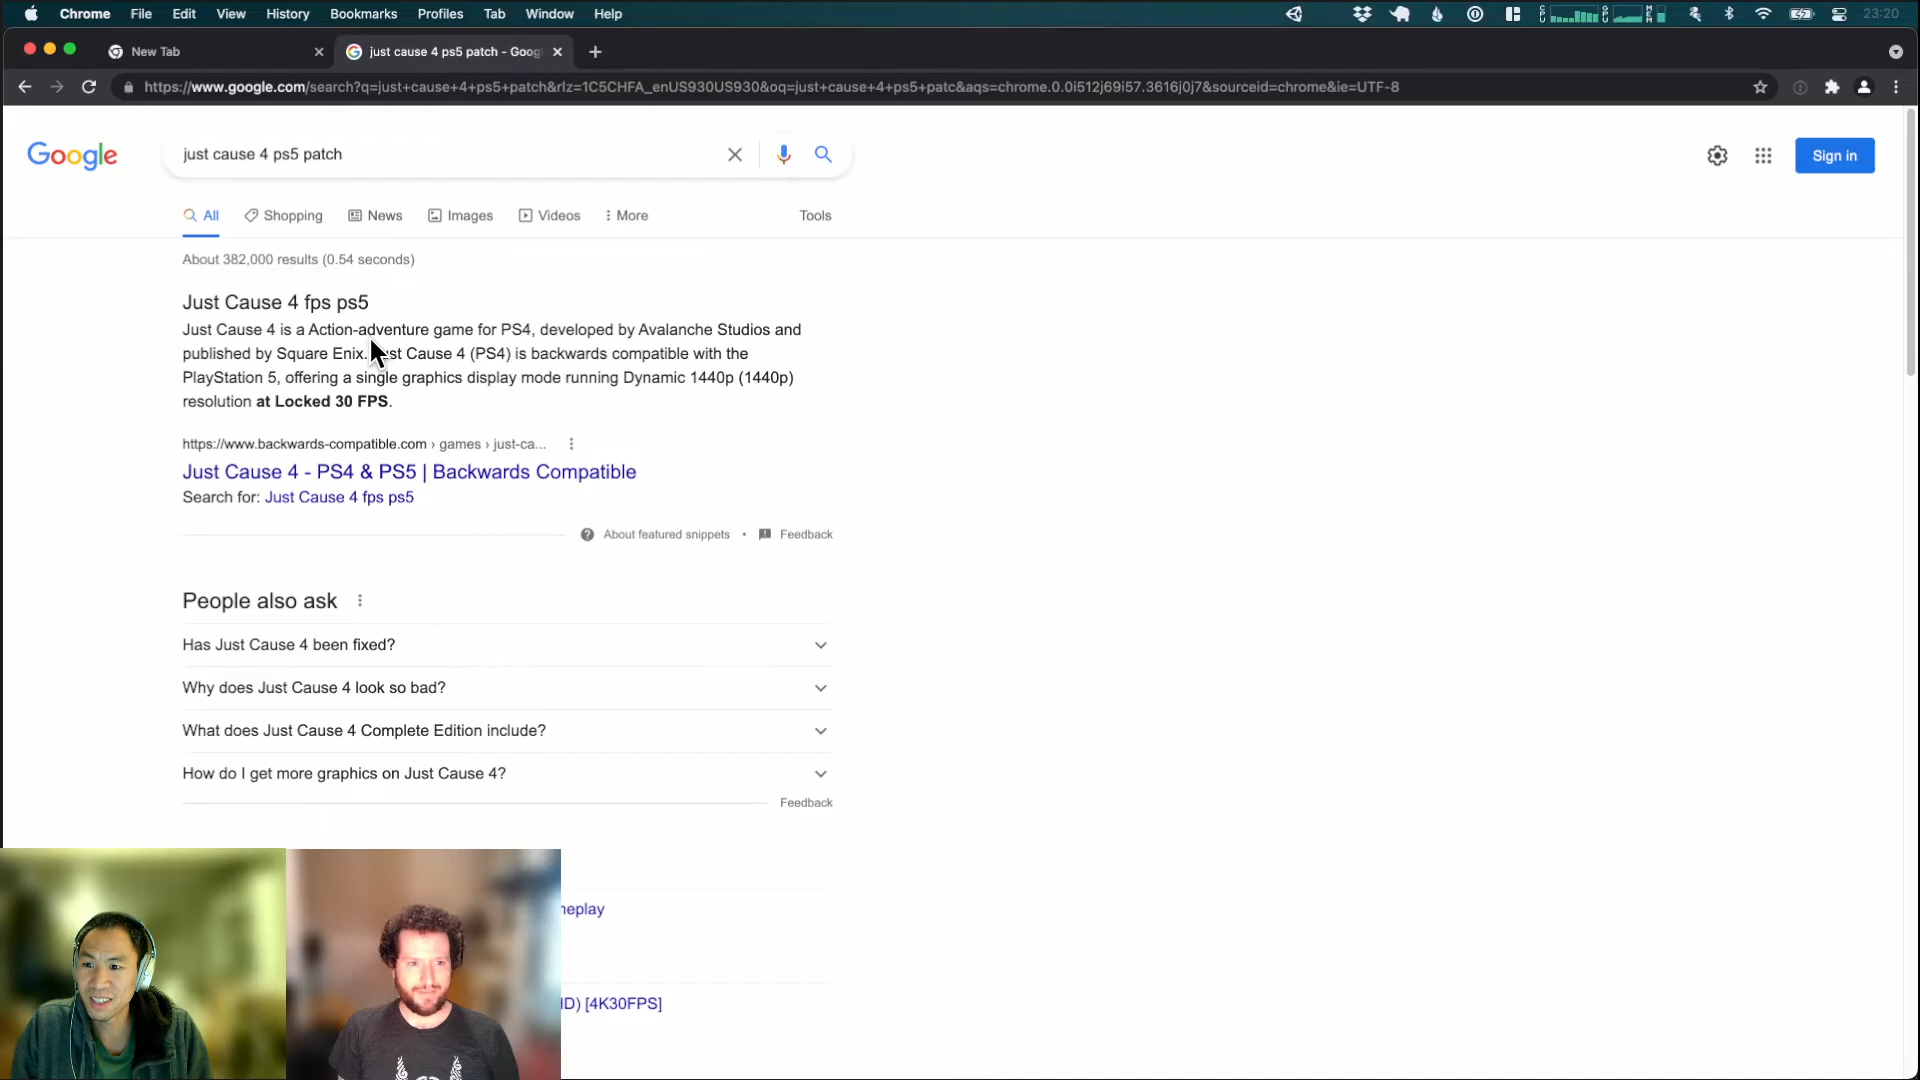 Chrome File Edit View History Bookmarks Profiles Tab Window Help 23:20
New Tab
just cause 4 ps5 patch - Goog
https://www.google.com/search?q=just+cause+4+ps5+patch&rlz=1C5CHFA_enUS930US930&oq=just+cause+4+ps5+patc&aqs=chrome.0.0i512j69i57.3616j0j7&sourceid=chrome&ie=UTF-8
Google
just cause 4 ps5 patch
Sign in
All Shopping News Images Videos More Tools
About 382,000 results (0.54 seconds)
Just Cause 4 fps ps5
Just Cause 4 is a Action-adventure game for PS4, developed by Avalanche Studios and
published by Square Enix. Just Cause 4 (PS4) is backwards compatible with the
PlayStation 5, offering a single graphics display mode running Dynamic 1440p (1440p)
resolution at Locked 30 FPS.
https://www.backwards-compatible.com › games › just-ca...
Just Cause 4 - PS4 & PS5 | Backwards Compatible
Search for: Just Cause 4 fps ps5
About featured snippets • Feedback
People also ask
Has Just Cause 4 been fixed?
Why does Just Cause 4 look so bad?
What does Just Cause 4 Complete Edition include?
How do I get more graphics on Just Cause 4?
Feedback
eplay
D) [4K30FPS]